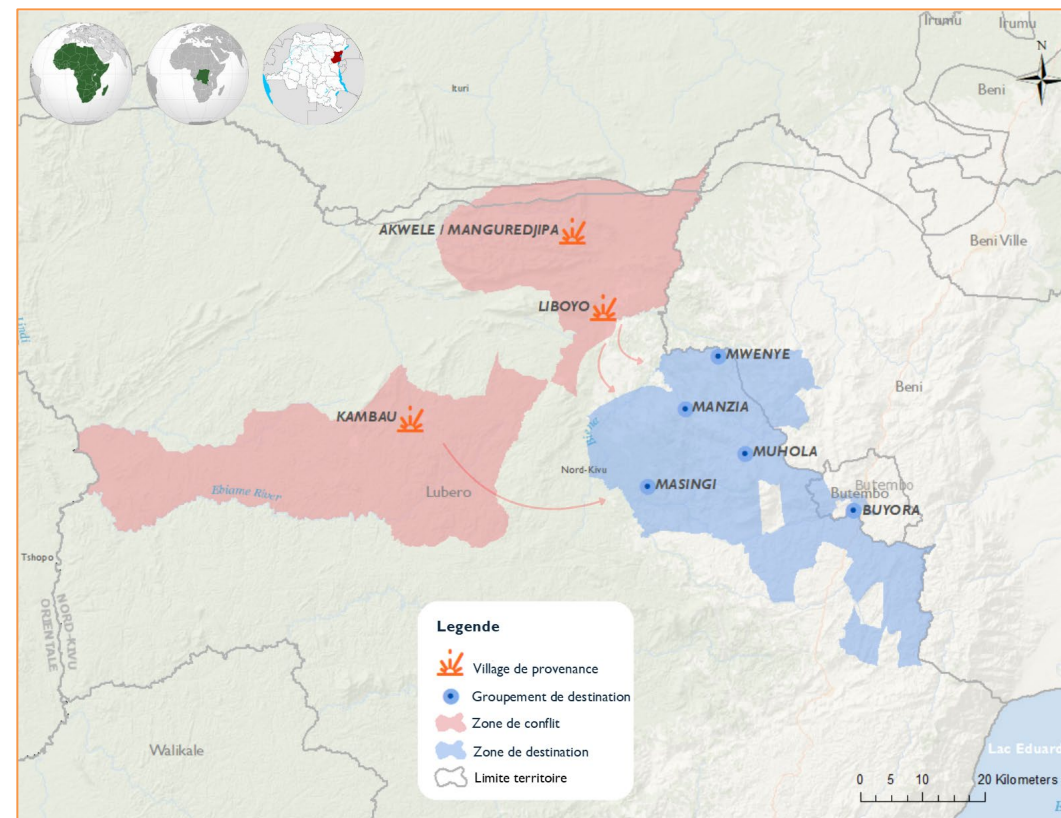 Irumu
Irumu
N
Ituri
Beni
AKWELE / MANGUREDJIPA
Beni Ville
LIBOYO
Lindi
MWENYE
Beni
KAMBAU
MANZIA
MUHOLA
Nord-Kivu
Ebiame River
Lubero
MASINGI
Butembo
Butembo
BUYORA
Tshopo
NORD-KIVU
ORIENTALE
Legende
Village de provenance
Groupement de destination
Zone de conflit
Zone de destination
Limite territoire
Walikale
Lac Eduard
0 5 10 20 Kilometers